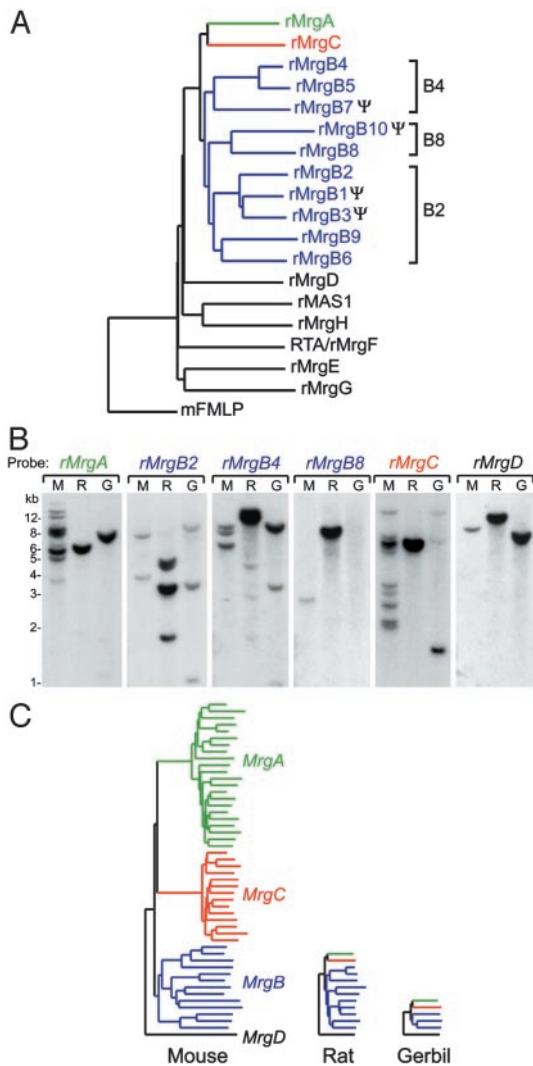 A
rMrgA
rMrgC
rMrgB4
rMrgB5
rMrgB7 Ψ
B4
rMrgB10 Ψ
rMrgB8
B8
rMrgB2
rMrgB1 Ψ
rMrgB3 Ψ
rMrgB9
rMrgB6
B2
rMrgD
rMAS1
rMrgH
RTA/rMrgF
rMrgE
rMrgG
mFMLP
B
Probe: rMrgA rMrgB2 rMrgB4 rMrgB8 rMrgC rMrgD
kb M R G M R G M R G M R G M R G M R G
12-
8-
6-
5-
4-
3-
2-
1-
C
MrgA
MrgC
MrgB
MrgD
Mouse Rat Gerbil